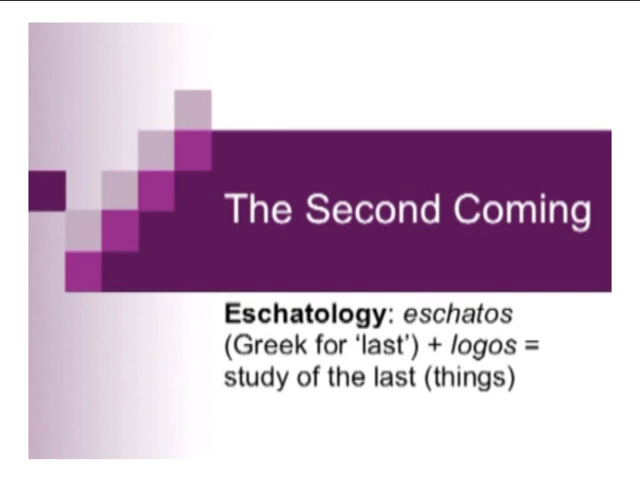 The Second Coming
Eschatology: eschatos
(Greek for ‘last’) + logos =
study of the last (things)